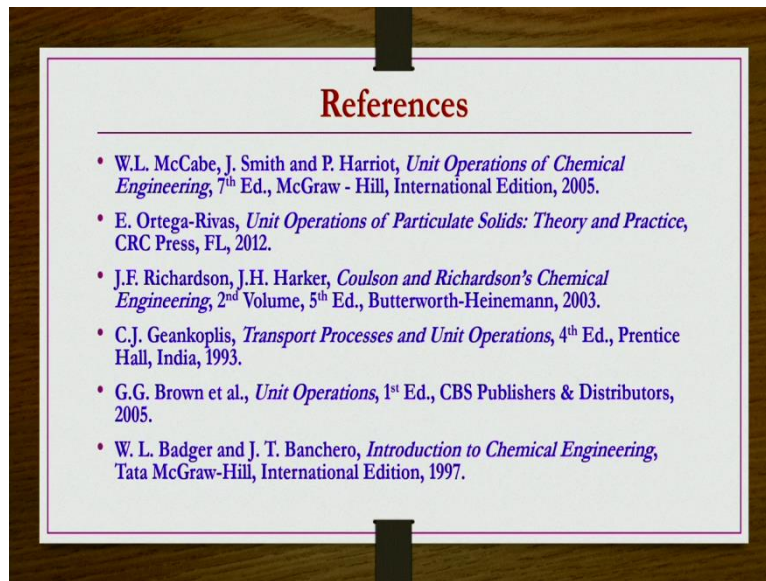 References
• W.L. McCabe, J. Smith and P. Harriot, Unit Operations of Chemical
Engineering, 7th Ed., McGraw - Hill, International Edition, 2005.
• E. Ortega-Rivas, Unit Operations of Particulate Solids: Theory and Practice,
CRC Press, FL, 2012.
• J.F. Richardson, J.H. Harker, Coulson and Richardson's Chemical
Engineering, 2nd Volume, 5th Ed., Butterworth-Heinemann, 2003.
• C.J. Geankoplis, Transport Processes and Unit Operations, 4th Ed., Prentice
Hall, India, 1993.
• G.G. Brown et al., Unit Operations, 1st Ed., CBS Publishers & Distributors,
2005.
• W. L. Badger and J. T. Banchero, Introduction to Chemical Engineering,
Tata McGraw-Hill, International Edition, 1997.